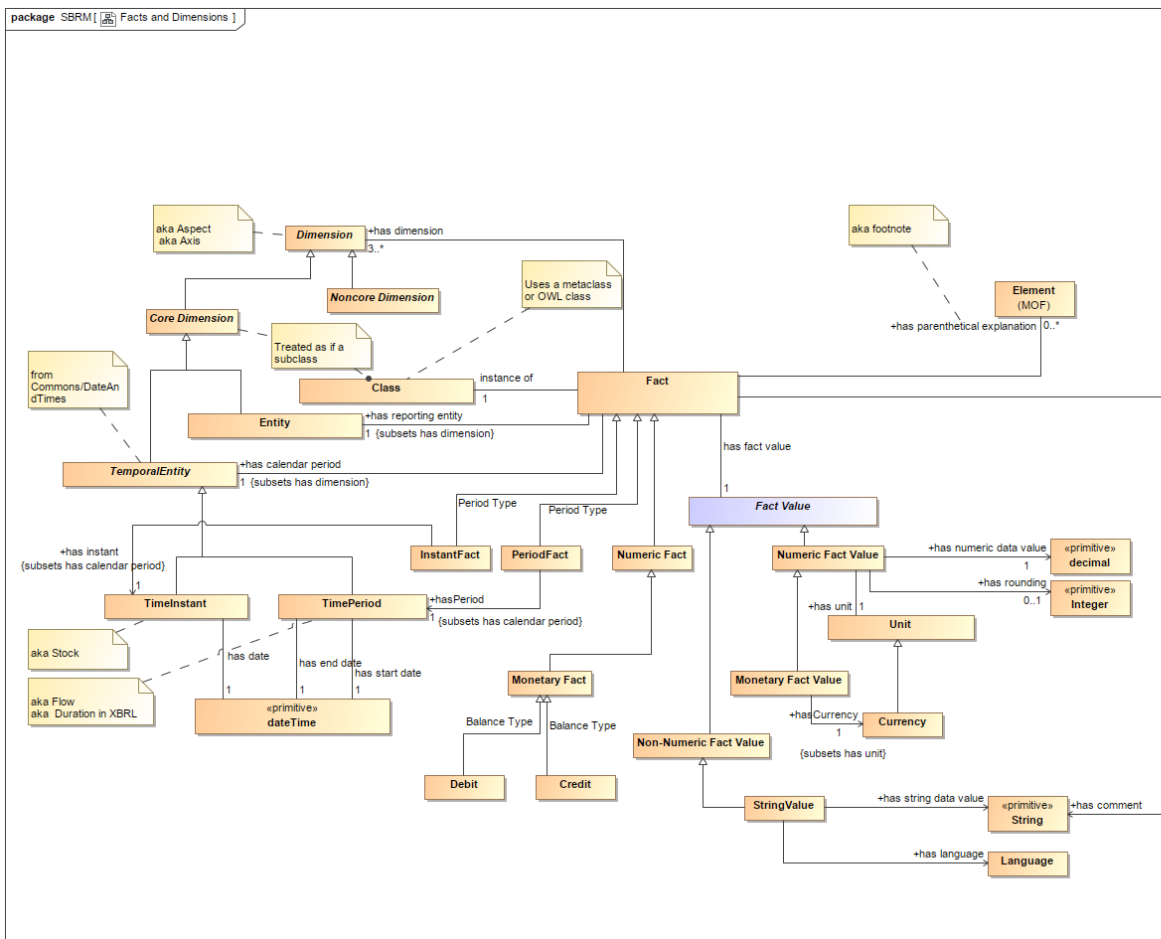 package SBRM [ Facts and Dimensions ]
aka Aspect
aka Axis
Dimension
+has dimension
3..*
Noncore Dimension
Core Dimension
Uses a metaclass
or OWL class
aka footnote
Element
(MOF)
+has parenthetical explanation
0..*
Treated as if a
subclass
from
Commons/DateAn
dTimes
Class
instance of
1
Fact
Entity
+has reporting entity
1 {subsets has dimension}
TemporalEntity
+has calendar period
1 {subsets has dimension}
has fact value
1
Period Type
Period Type
Fact Value
+has instant
{subsets has calendar period}
1
InstantFact
PeriodFact
Numeric Fact
Numeric Fact Value
+has numeric data value
1
«primitive»
decimal
+has rounding
0..1
«primitive»
Integer
TimeInstant
TimePeriod
+hasPeriod
1 {subsets has calendar period}
+has unit
1
Unit
aka Stock
has date
1
has end date
1
has start date
1
aka Flow
aka Duration in XBRL
«primitive»
dateTime
Monetary Fact
Monetary Fact Value
+hasCurrency
1
{subsets has unit}
Currency
Balance Type
Balance Type
Non-Numeric Fact Value
Debit
Credit
StringValue
+has string data value
«primitive»
String
+has comment
+has language
Language